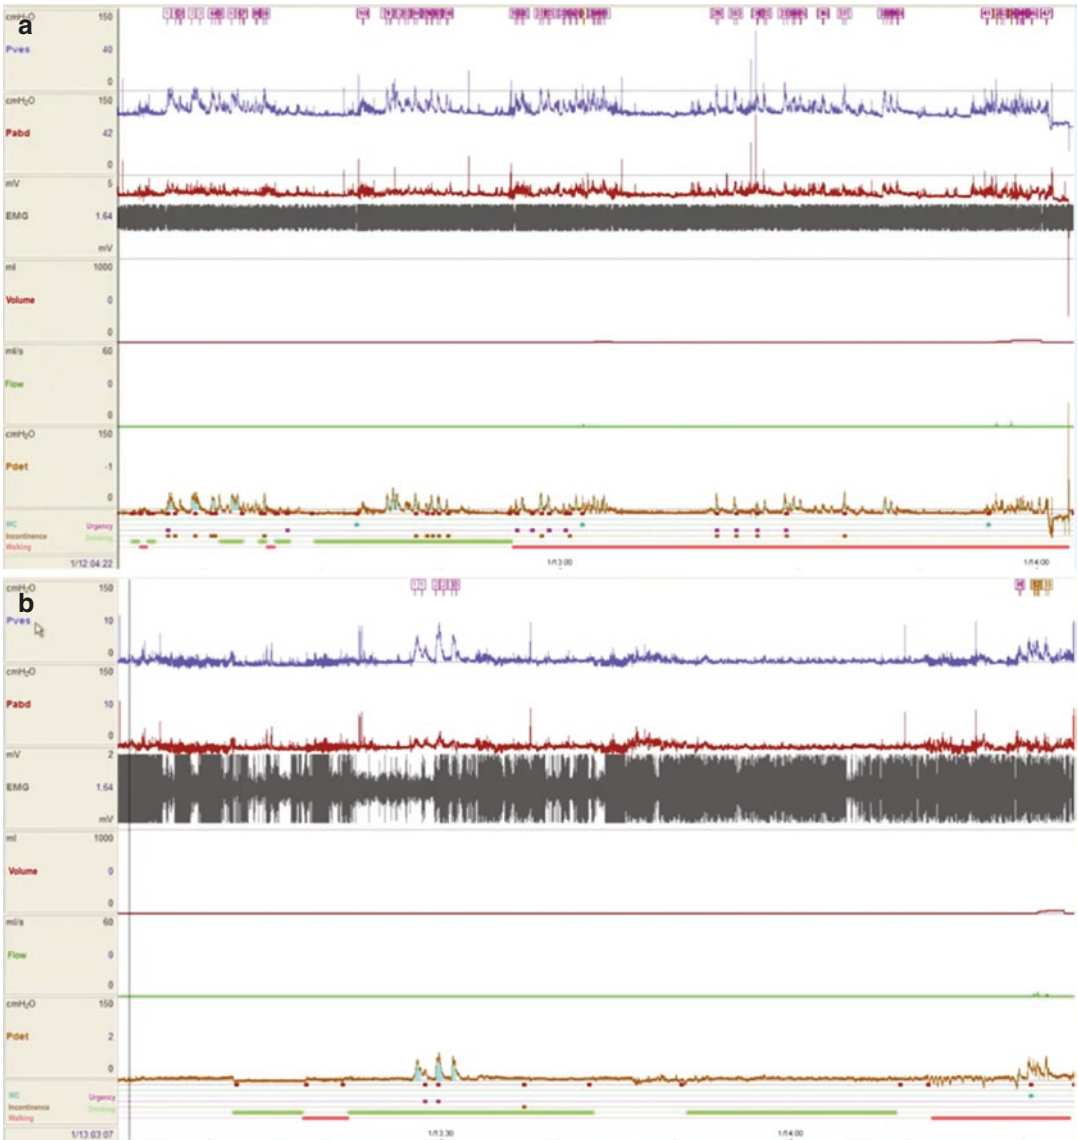 a
cmH₂O 150
Pves 40
0
cmH₂O 150
Pabd 42
0
mV 5
EMG 1.64
mV
ml 1000
Volume 0
0
ml/s 60
Flow 0
0
cmH₂O 150
Pdet -1
0
WC Urgency
Incontinence Drinking
Walking
1/12:04:22 1/13:00 1/14:00
b
cmH₂O 150
Pves 10
0
cmH₂O 150
Pabd 10
0
mV 2
EMG 1.64
mV
ml 1000
Volume 0
0
ml/s 60
Flow 0
0
cmH₂O 150
Pdet 2
0
WC Urgency
Incontinence Drinking
Walking
1/13:03:07 1/13:30 1/14:00